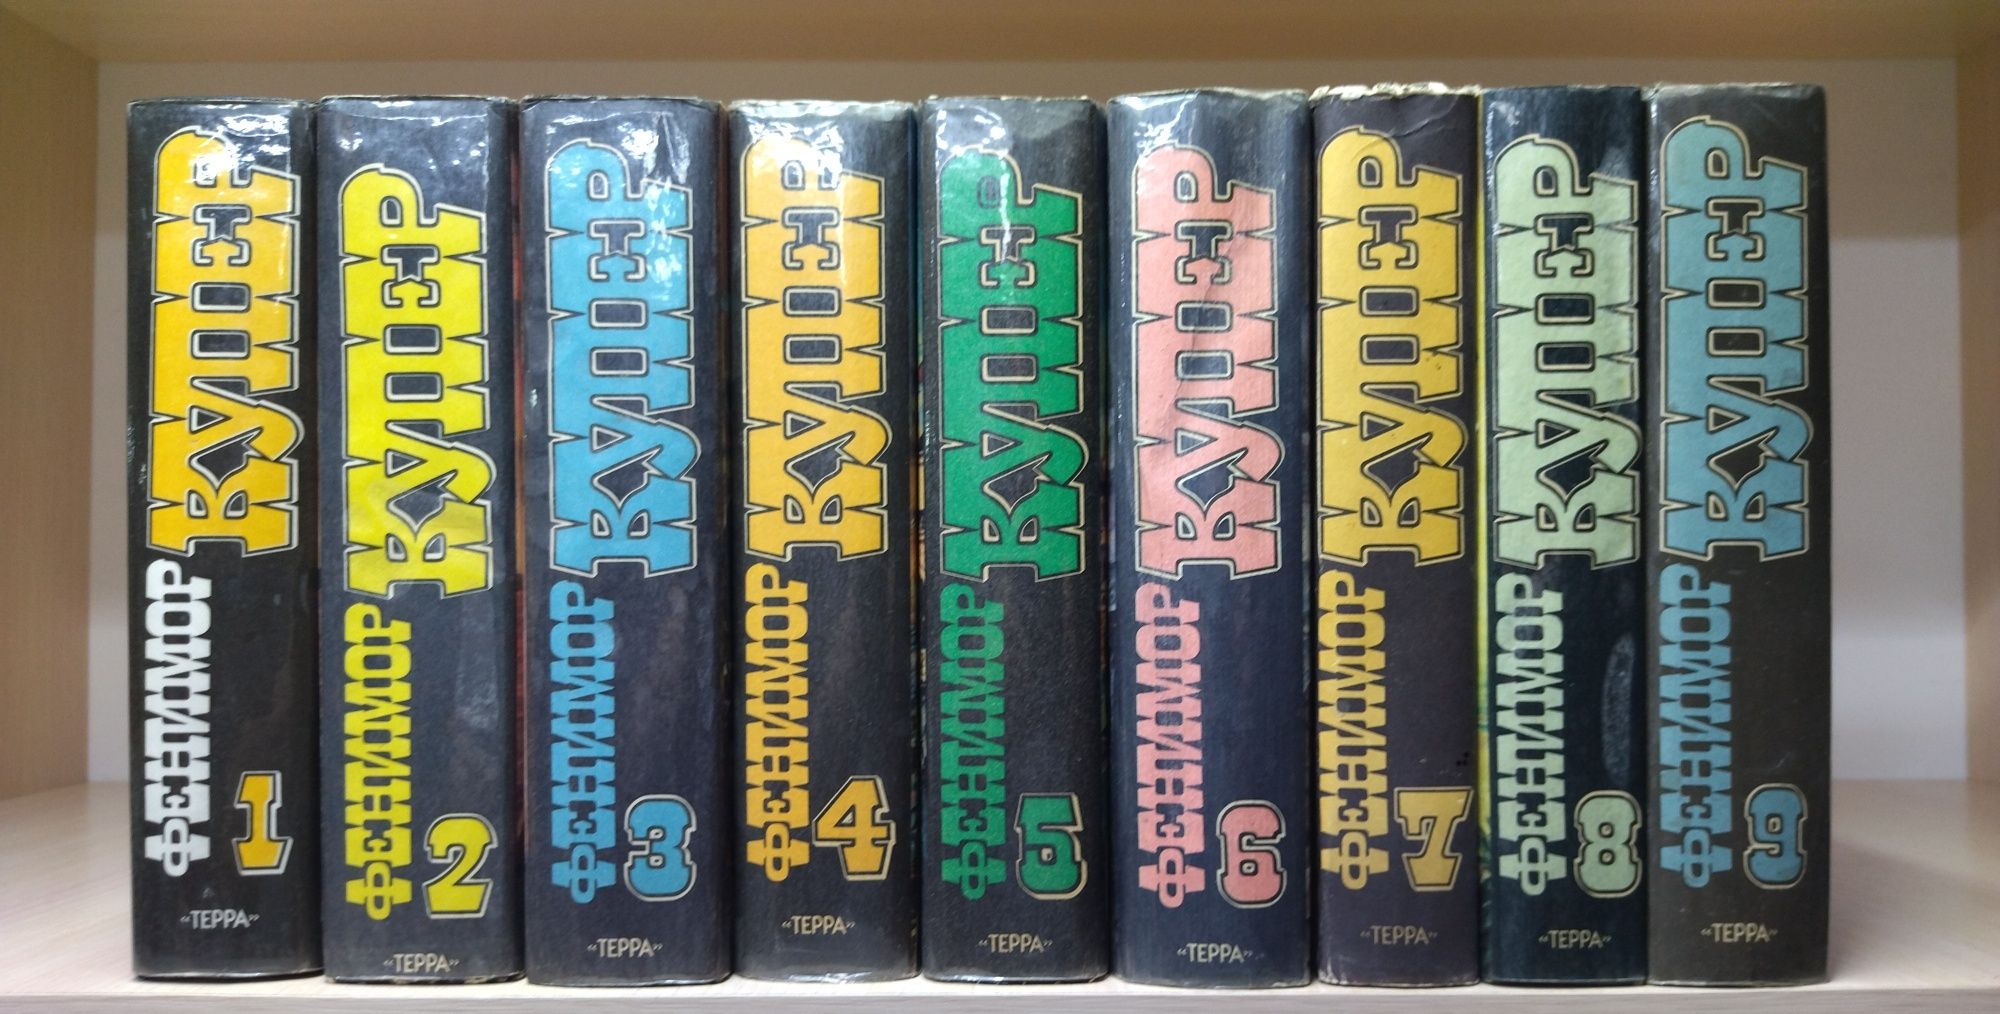 ФЕНИМОР
КУПЕР
1
«ТЕРРА»
ФЕНИМОР
КУПЕР
2
«ТЕРРА»
ФЕНИМОР
КУПЕР
3
«ТЕРРА»
ФЕНИМОР
КУПЕР
4
«ТЕРРА»
ФЕНИМОР
КУПЕР
5
«ТЕРРА»
ФЕНИМОР
КУПЕР
6
«ТЕРРА»
ФЕНИМОР
КУПЕР
7
«ТЕРРА»
ФЕНИМОР
КУПЕР
8
«ТЕРРА»
ФЕНИМОР
КУПЕР
9
«ТЕРРА»